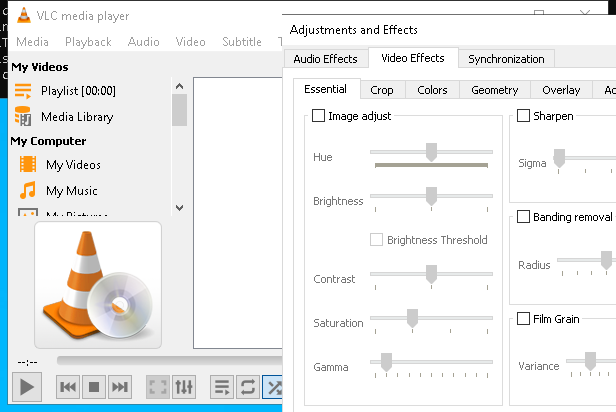 VLC media player
Media Playback Audio Video Subtitle T
My Videos
Playlist [00:00]
Media Library
My Computer
My Videos
My Music
My Pictures
--:--
Adjustments and Effects
Audio Effects Video Effects Synchronization
Essential Crop Colors Geometry Overlay
Image adjust
Hue
Brightness
Brightness Threshold
Contrast
Saturation
Gamma
Sharpen
Sigma
Banding removal
Radius
Film Grain
Variance